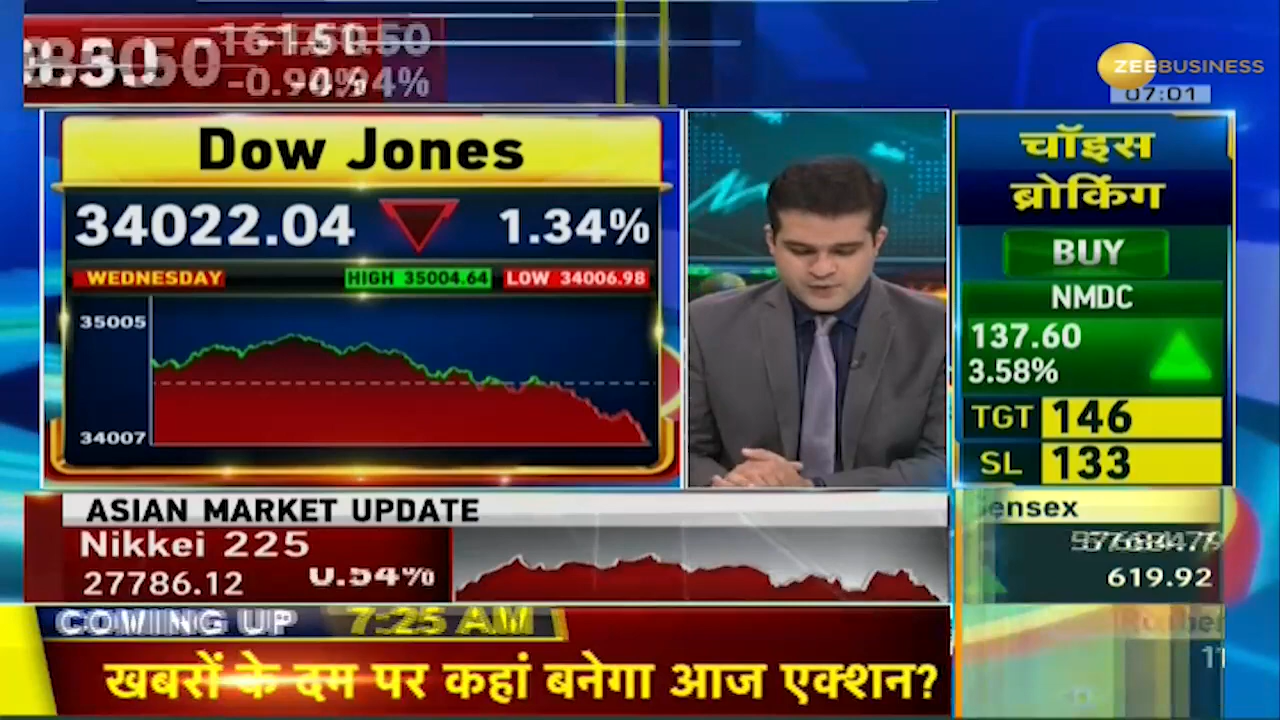 ZEEBUSINESS
07:01
Dow Jones
34022.04 1.34%
WEDNESDAY HIGH 35004.64 LOW 34006.98
35005
34007
चॉइस
ब्रोकिंग
BUY
NMDC
137.60
3.58%
TGT 146
SL 133
ASIAN MARKET UPDATE
Nikkei 225
27786.12 0.54%
619.92
COMING UP 7:25 AM
खबरों के दम पर कहां बनेगा आज एक्शन?